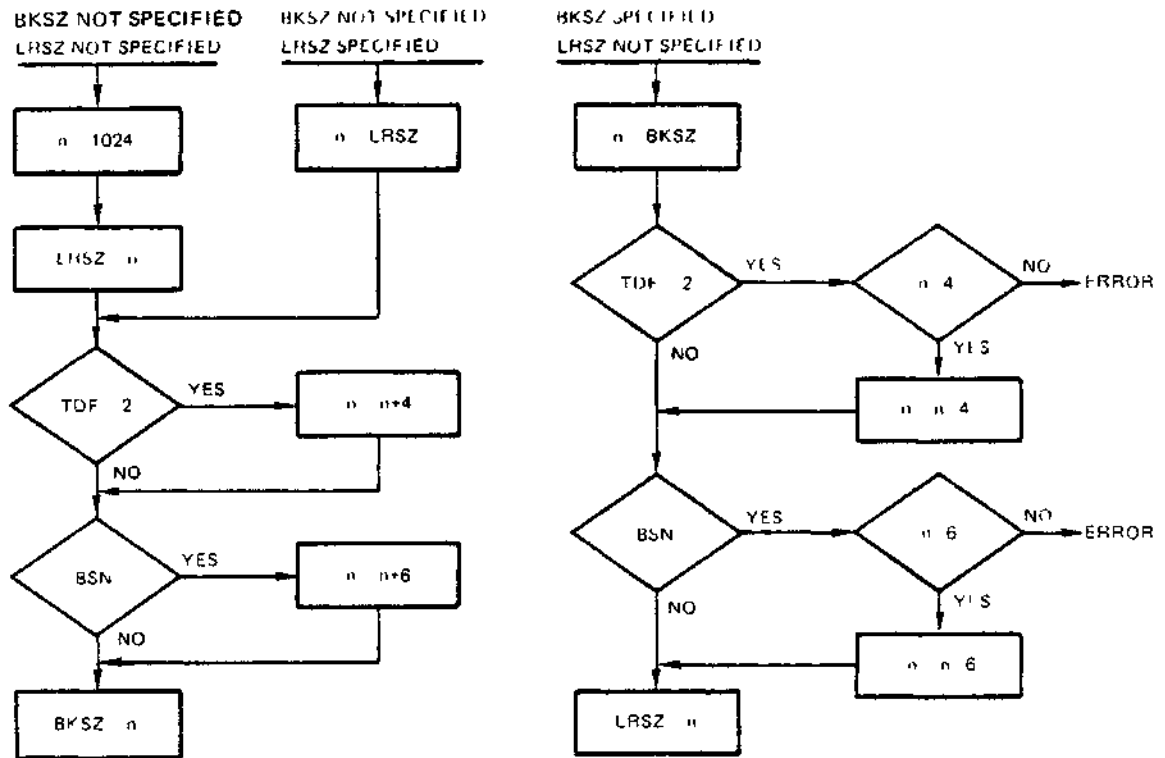 BKSZ NOT SPECIFIED
LRSZ NOT SPECIFIED
n 1024
LRSZ n
TDF 2
YES
n n+4
NO
BSN
YES
n n+6
NO
BKSZ n
BKSZ NOT SPECIFIED
LRSZ SPECIFIED
n LRSZ
BKSZ SPECIFIED
LRSZ NOT SPECIFIED
n BKSZ
TDF 2
YES
n 4
NO
ERROR
YES
n n 4
NO
BSN
YES
n 6
NO
ERROR
YES
n n 6
NO
LRSZ n